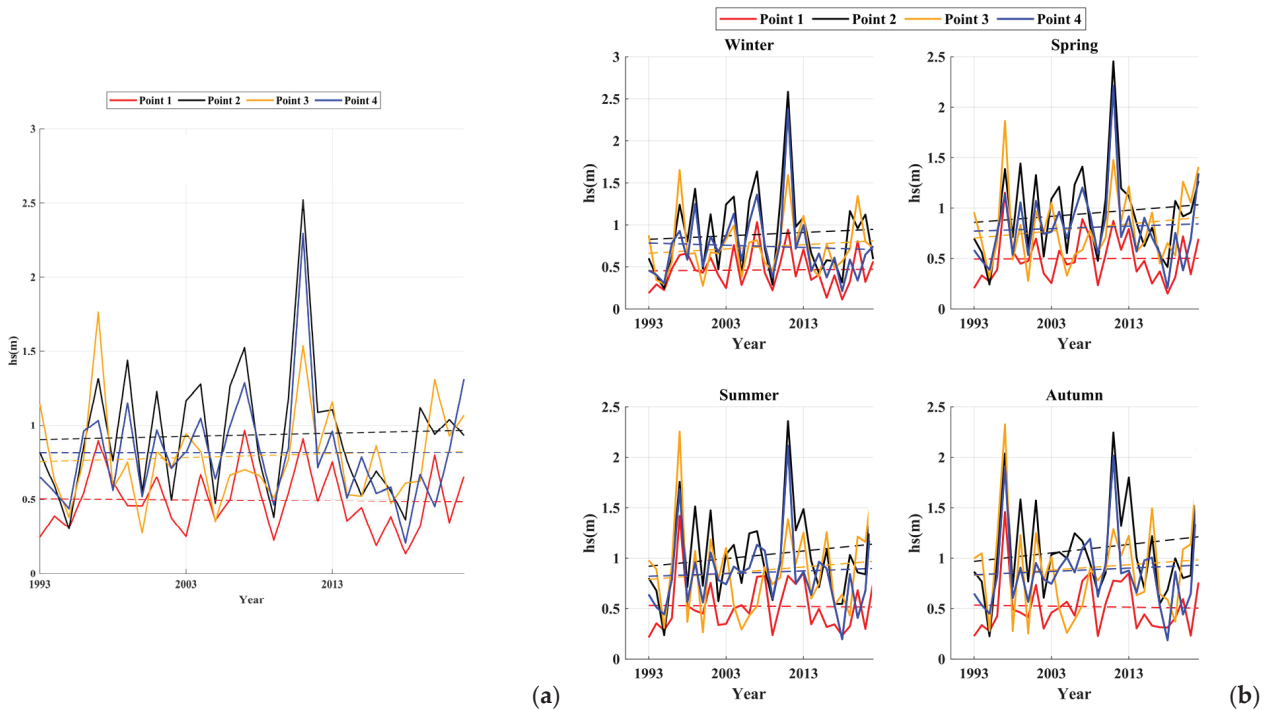 Point 1 Point 2 Point 3 Point 4
3
2.5
2
1.5
1
0.5
0
hs(m)
1993 2003 2013
Year
(a)
Point 1 Point 2 Point 3 Point 4
Winter
3
2.5
2
1.5
1
0.5
0
hs(m)
1993 2003 2013
Year
Spring
2.5
2
1.5
1
0.5
0
hs(m)
1993 2003 2013
Year
Summer
2.5
2
1.5
1
0.5
0
hs(m)
1993 2003 2013
Year
Autumn
2.5
2
1.5
1
0.5
0
hs(m)
1993 2003 2013
Year
(b)